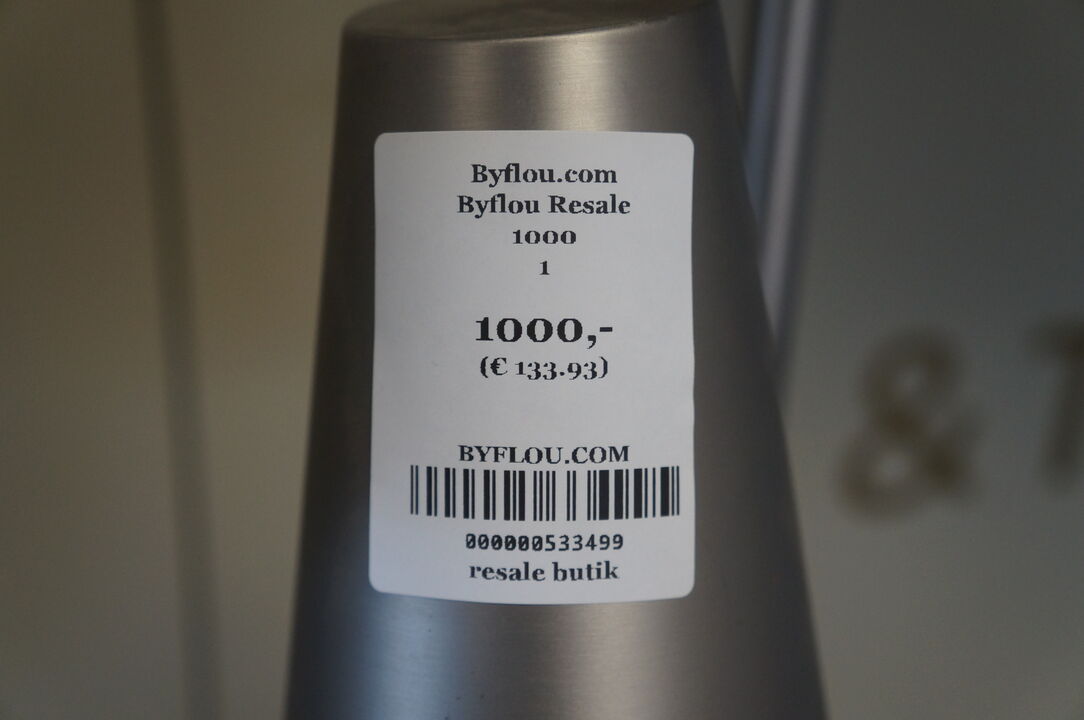 Byflou.com
Byflou Resale
1000
1
1000,-
(€ 133.93)
BYFLOU.COM
000000533499
resale butik
&